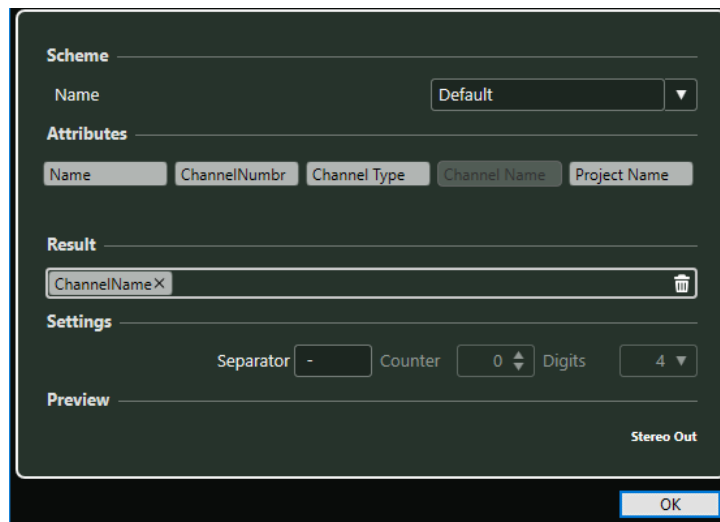 Scheme
Name Default
Attributes
Name ChannelNumbr Channel Type Channel Name Project Name
Result
ChannelName
Settings
Separator - Counter 0 Digits 4
Preview
Stereo Out
OK